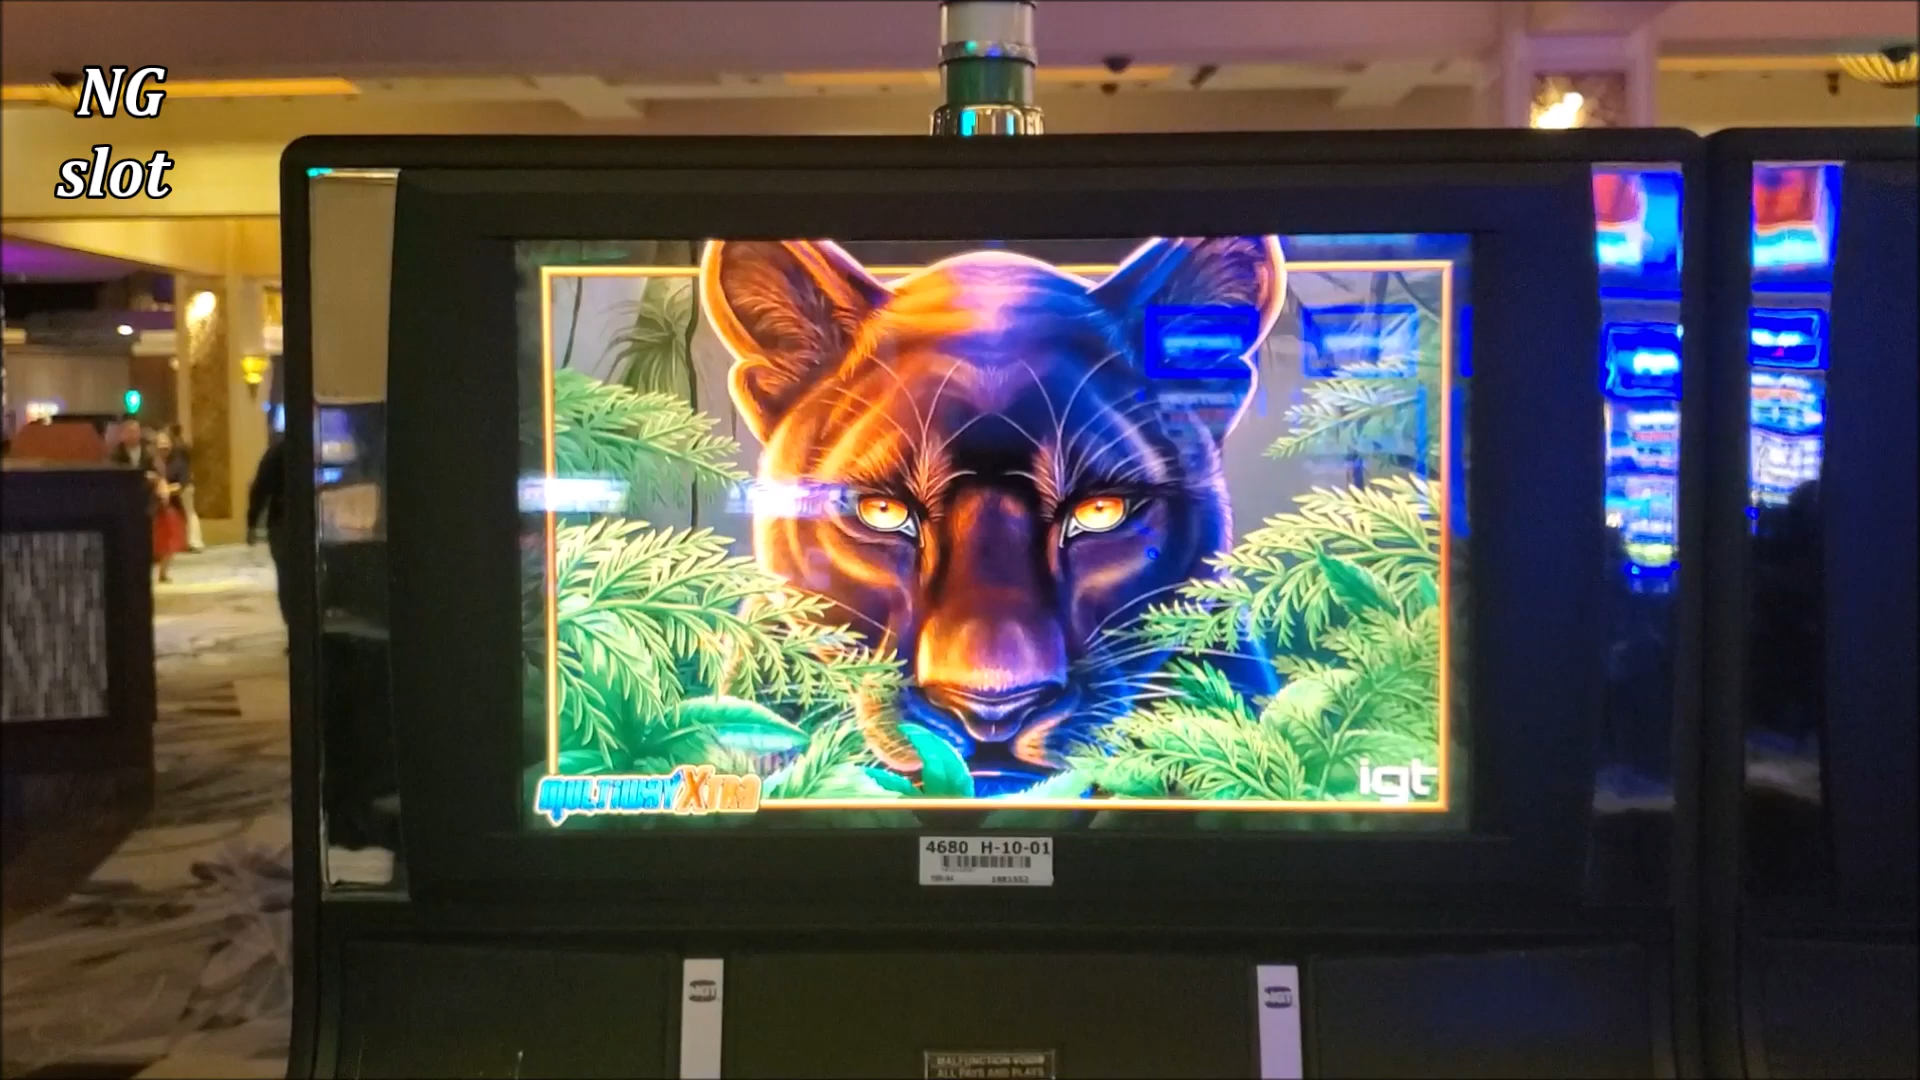 NG
slot
MULTIWAY XTRA
igt
4680 H-10-01
MALFUNCTION VOIDS
ALL PAYS AND PLAYS